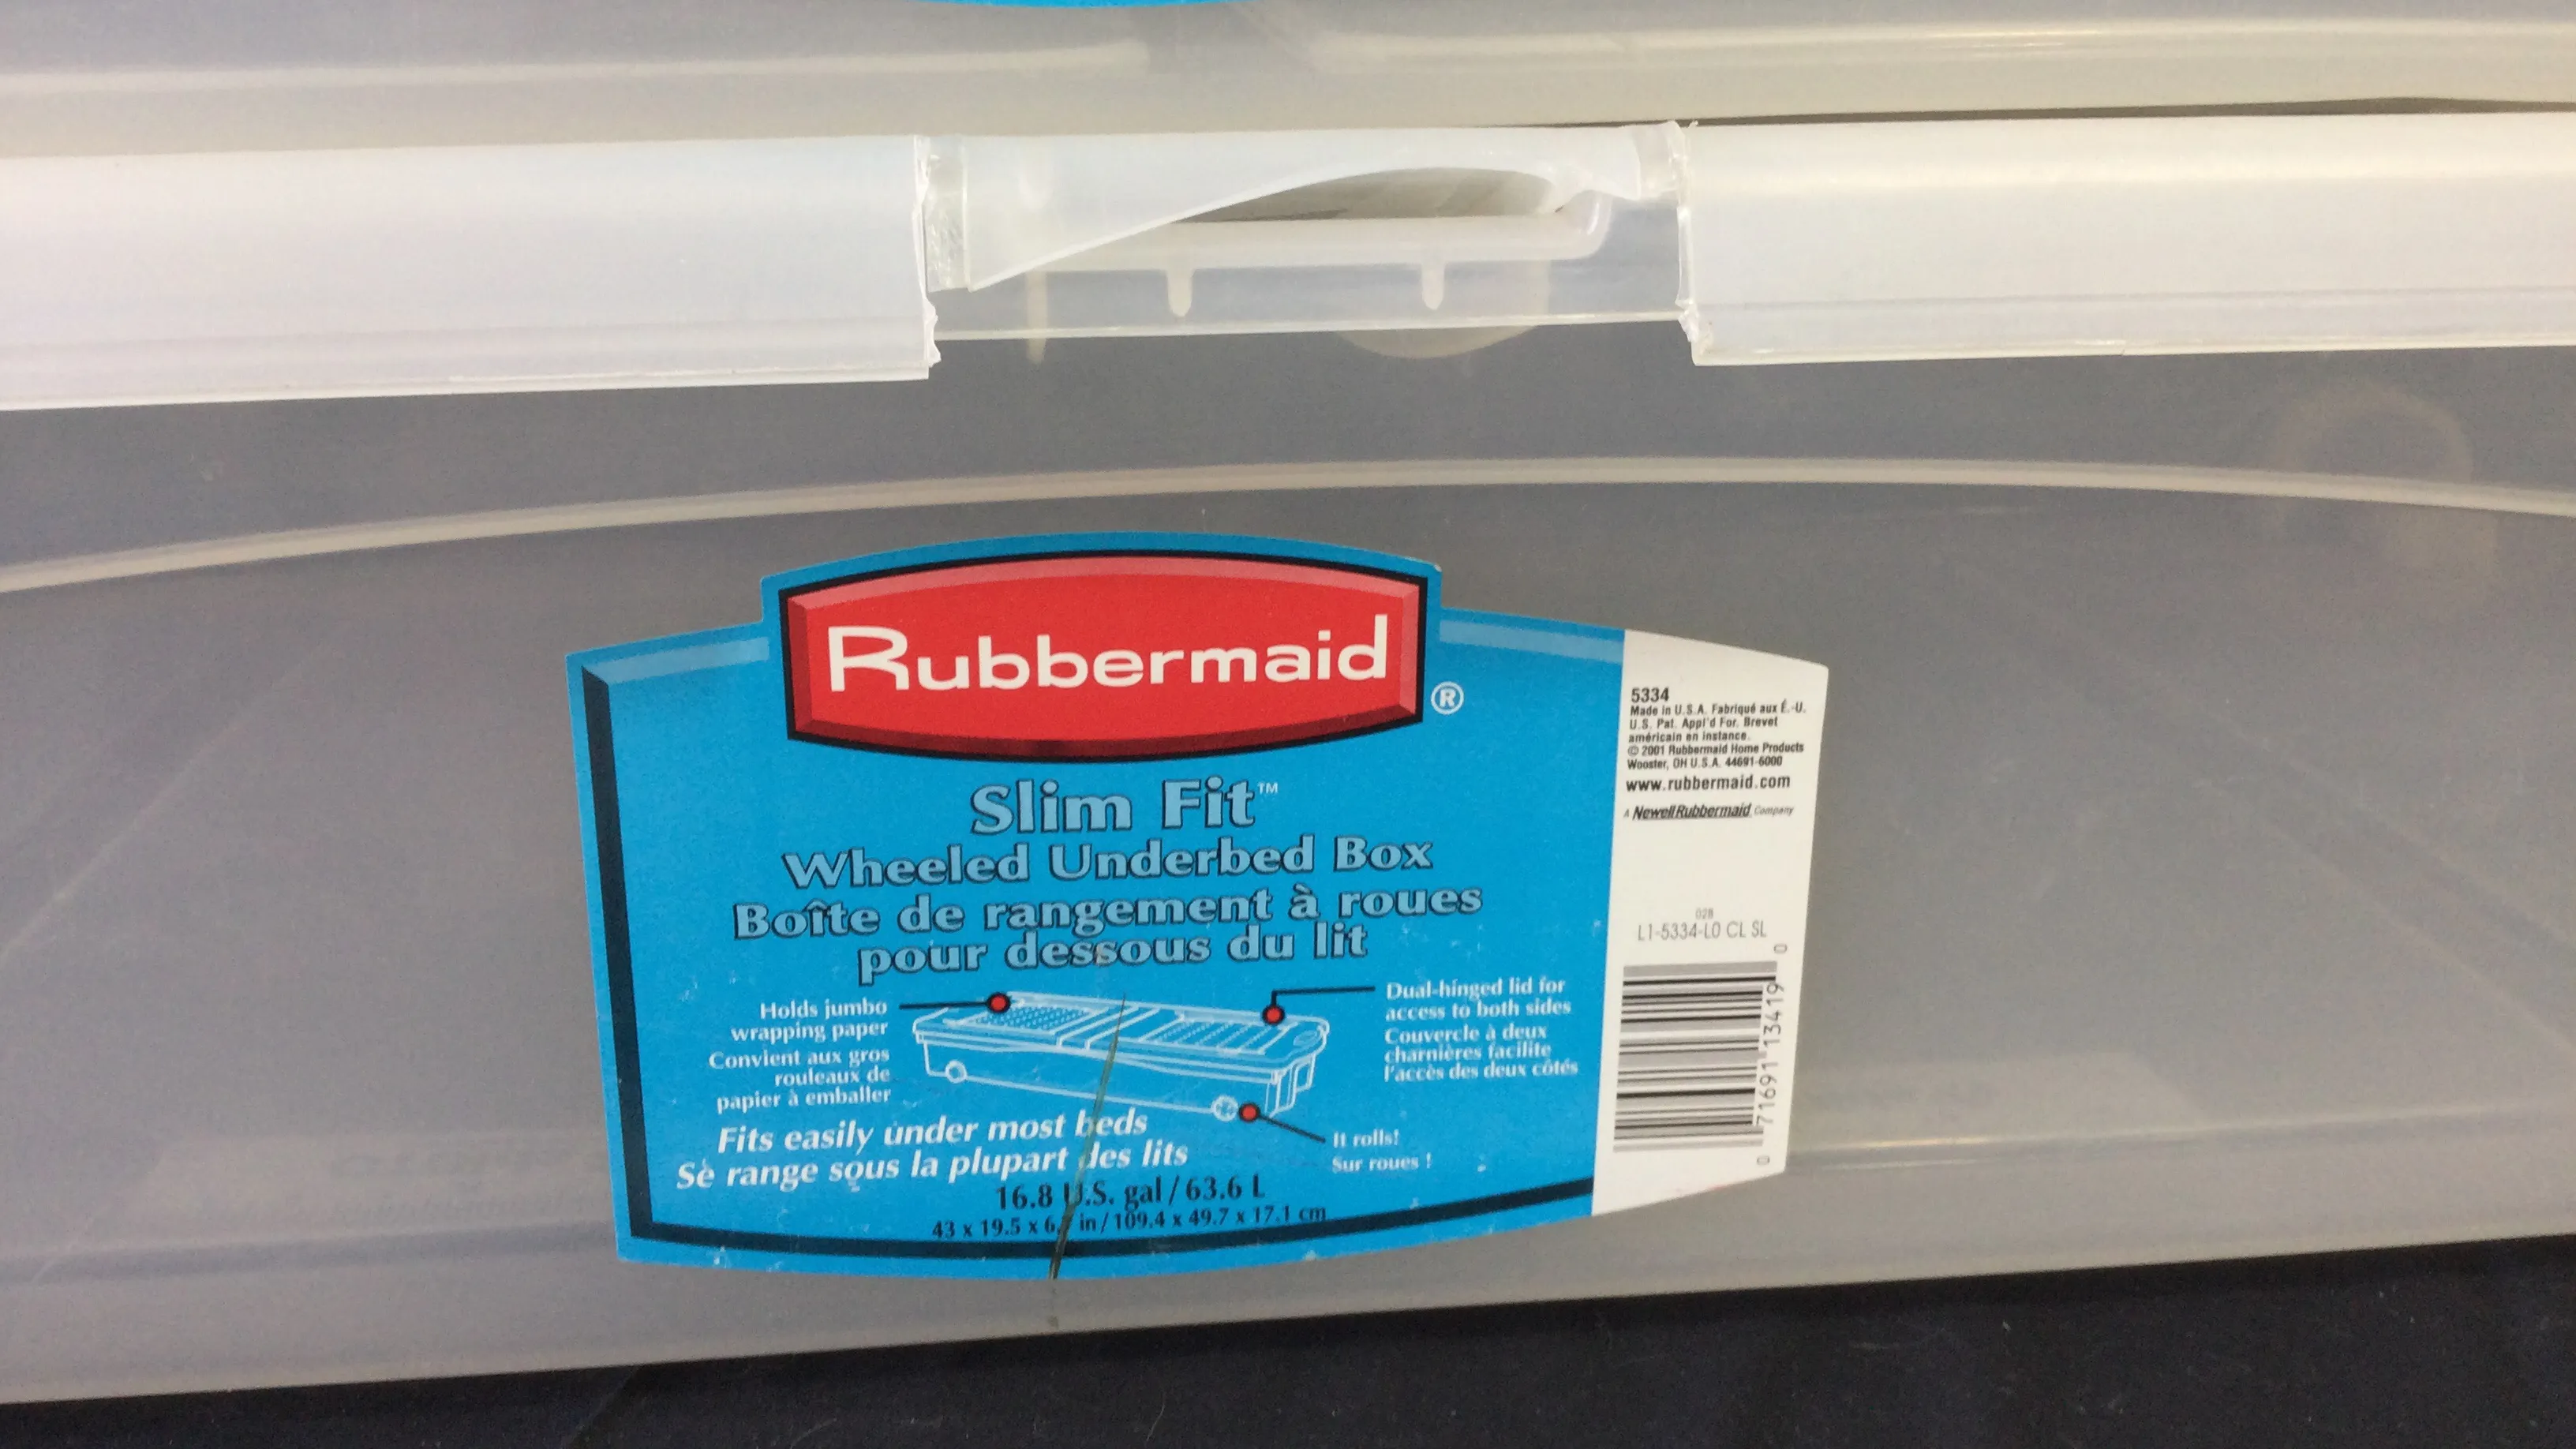 Rubbermaid®
Slim Fit™
Wheeled Underbed Box
Boîte de rangement à roues
pour dessous du lit
Holds jumbo
wrapping paper
Convient aux gros
rouleaux de
papier à emballer
Dual-hinged lid for
access to both sides
Couvercle à deux
charnières facilite
l'accès des deux côtés
It rolls!
Sur roues !
Fits easily under most beds
Se range sous la plupart des lits
16.8 U.S. gal / 63.6 L
43 x 19.5 x 6.7 in / 109.4 x 49.7 x 17.1 cm
5334
Made in U.S.A. Fabriqué aux É.-U.
U.S. Pat. Appl'd For. Brevet
américain en instance.
© 2001 Rubbermaid Home Products
Wooster, OH U.S.A. 44691-6000
www.rubbermaid.com
A Newell Rubbermaid Company
028
L1-5334-L0 CL SL
0 71691 13419 0